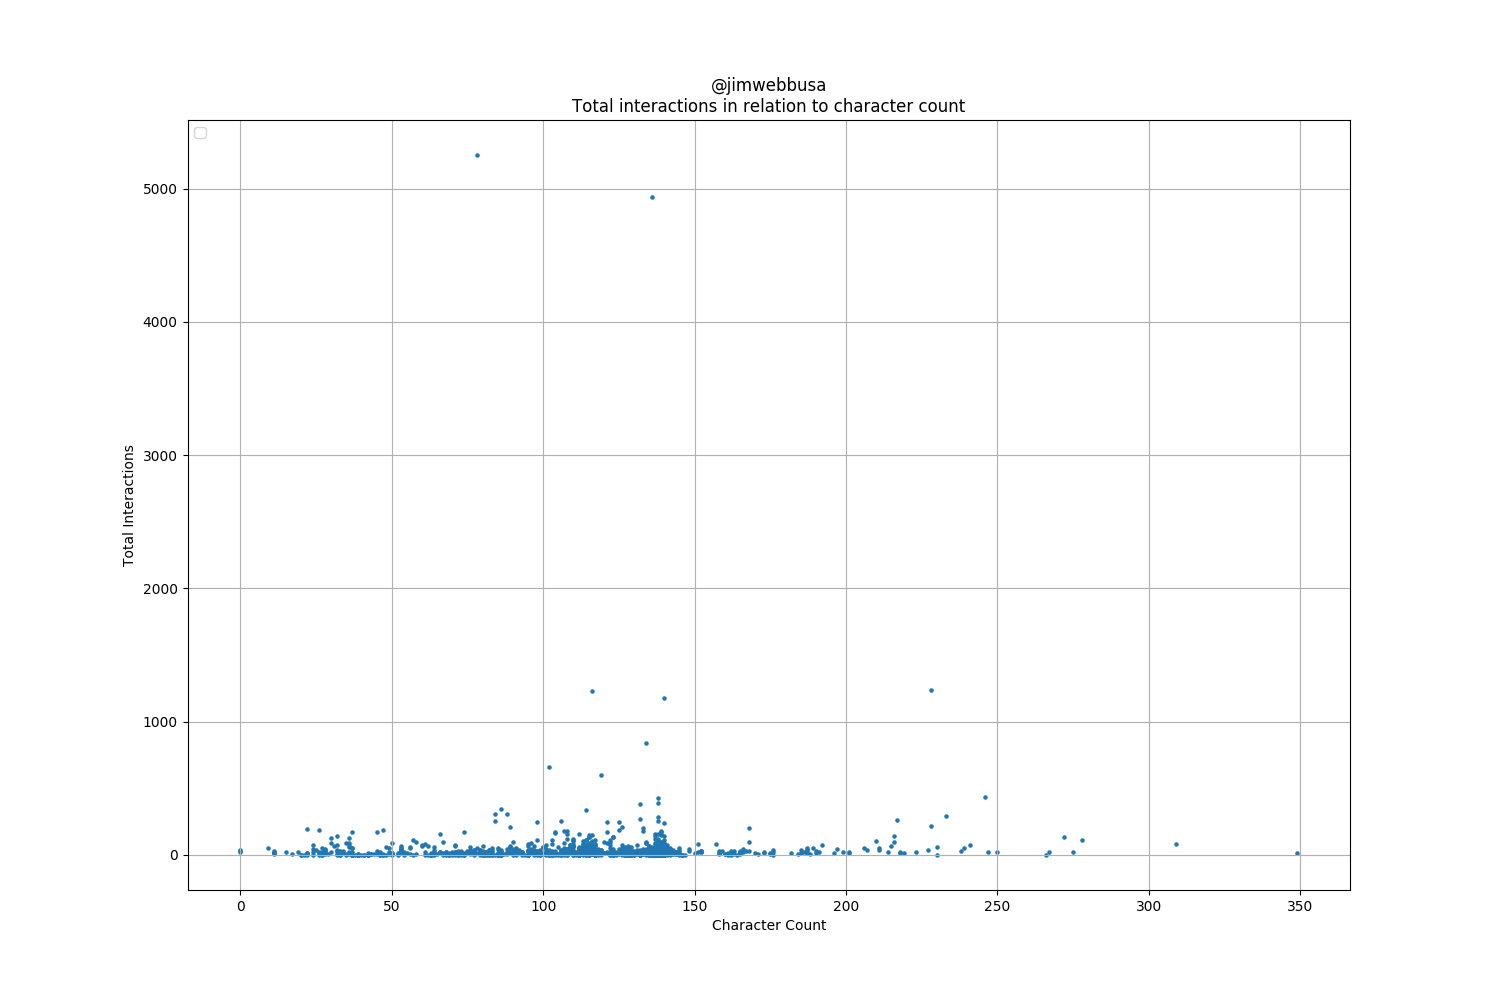 @jimwebbusa
Total interactions in relation to character count
5000
4000
3000
2000
1000
0
Total Interactions
0 50 100 150 200 250 300 350
Character Count